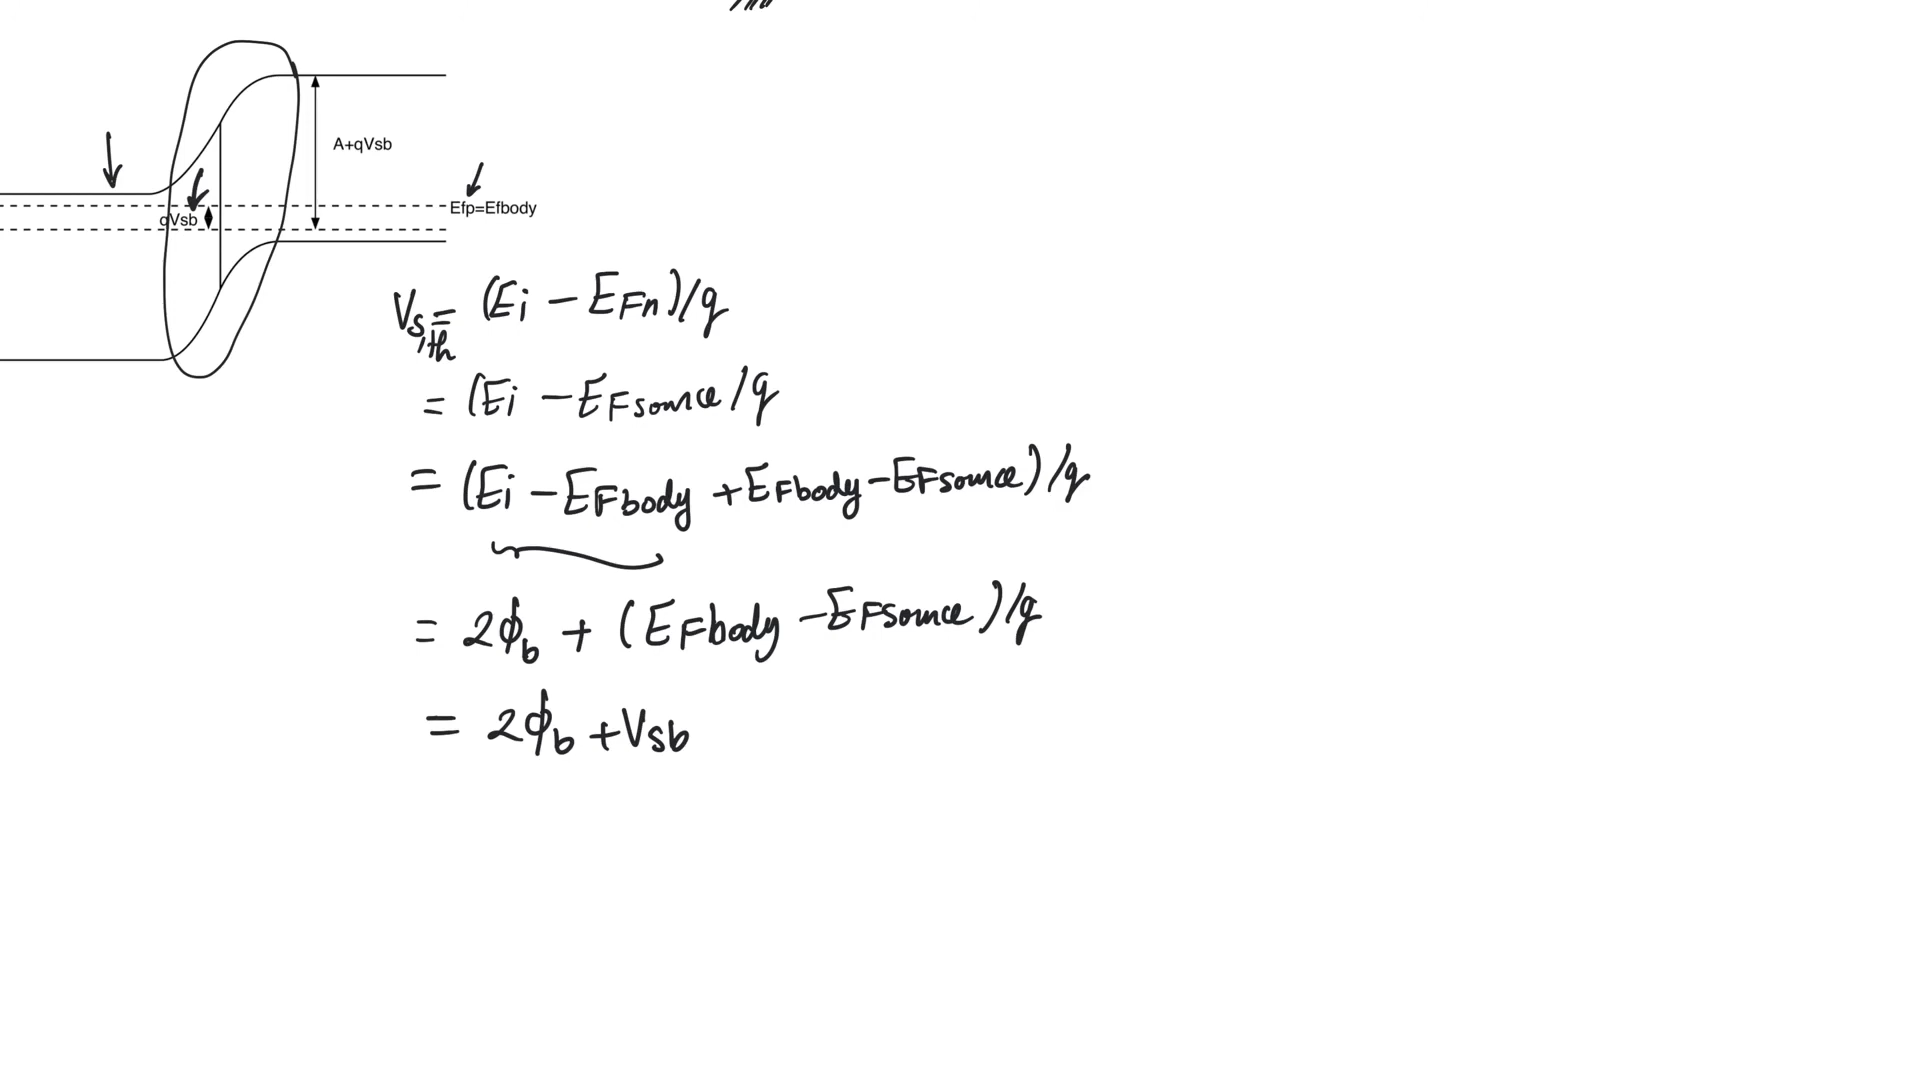 A+qVsb
Efp=Efbody
qVsb
Vs,th = (Ei − EFn)/q
= (Ei − EFsource/q
= (Ei − EFbody + EFbody − EFsource)/q
= 2ϕb + (EFbody − EFsource)/q
= 2ϕb + Vsb